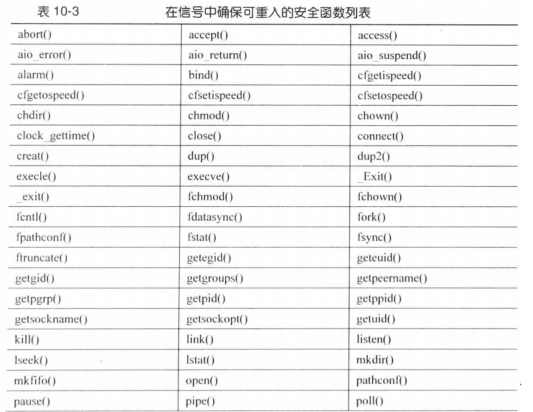 表 10-3 在信号中确保可重入的安全函数列表
abort() accept() access()
aio_error() aio_return() aio_suspend()
alarm() bind() cfgetispeed()
cfgetospeed() cfsetispeed() cfsetospeed()
chdir() chmod() chown()
clock_gettime() close() connect()
creat() dup() dup2()
execle() execve() _Exit()
_exit() fchmod() fchown()
fcntl() fdatasync() fork()
fpathconf() fstat() fsync()
ftruncate() getegid() geteuid()
getgid() getgroups() getpeername()
getpgrp() getpid() getppid()
getsockname() getsockopt() getuid()
kill() link() listen()
lseek() lstat() mkdir()
mkfifo() open() pathconf()
pause() pipe() poll()